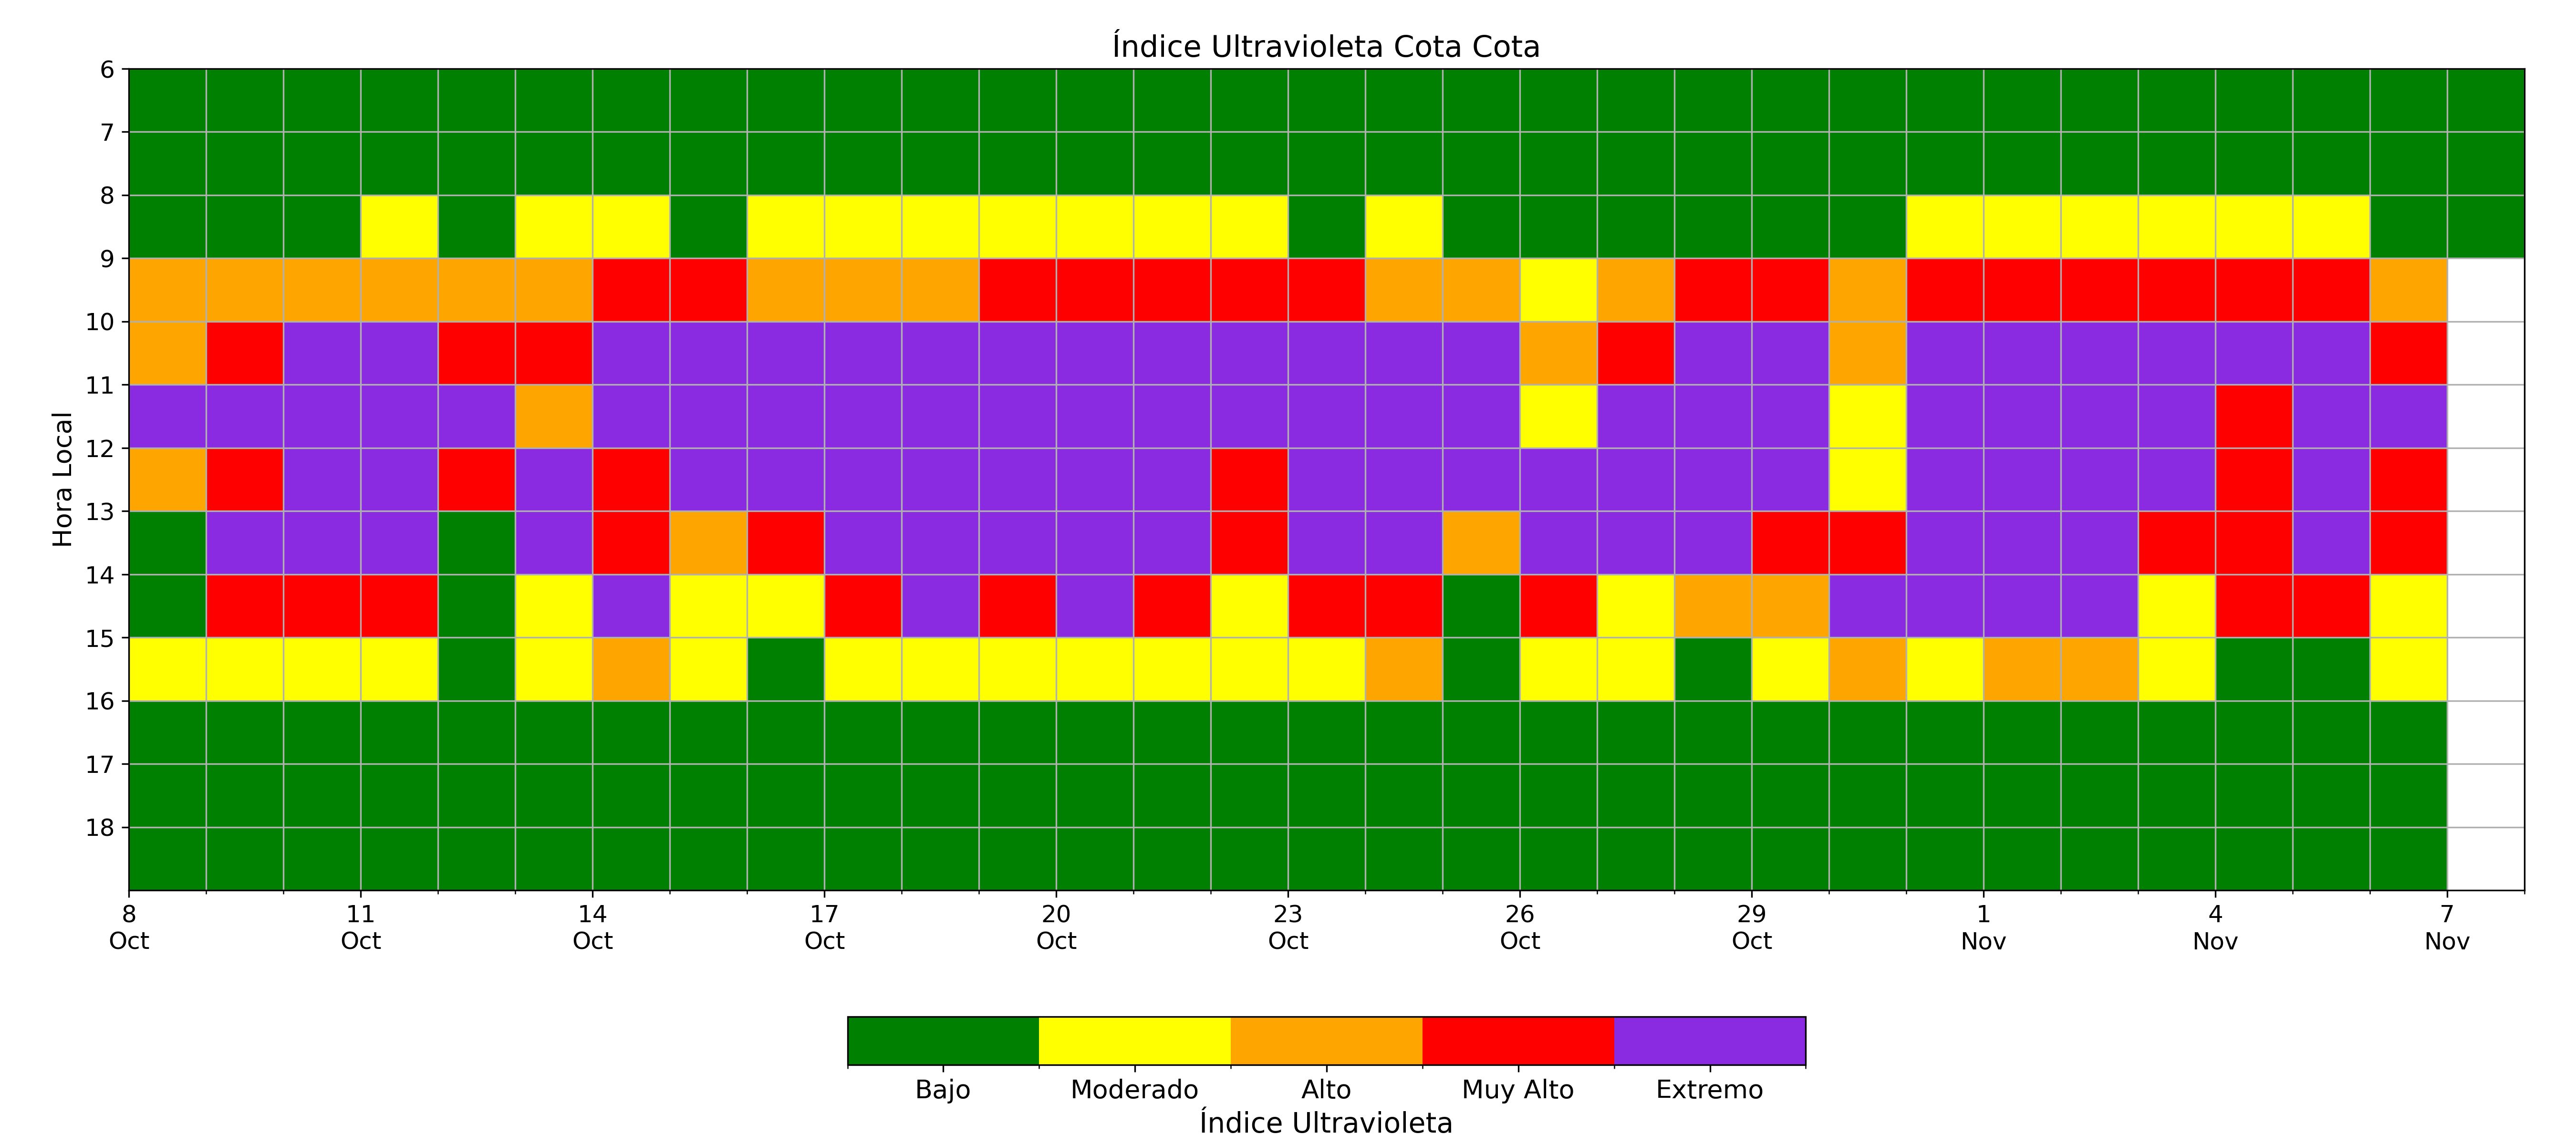 Índice Ultravioleta Cota Cota
Hora Local
6
7
8
9
10
11
12
13
14
15
16
17
18
8 11 14 17 20 23 26 29 1 4 7
Oct Oct Oct Oct Oct Oct Oct Oct Nov Nov Nov
Bajo Moderado Alto Muy Alto Extremo
Índice Ultravioleta